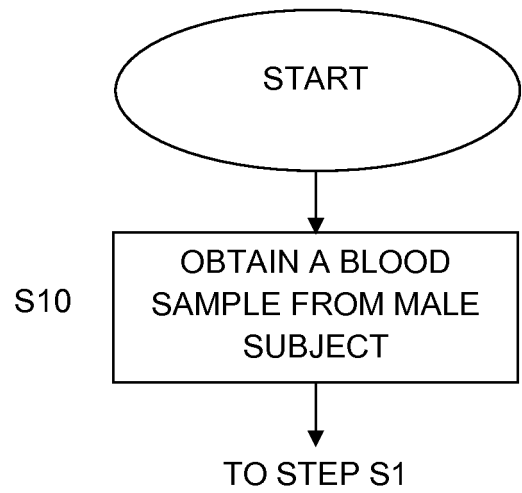 START
S10
OBTAIN A BLOOD
SAMPLE FROM MALE
SUBJECT
TO STEP S1